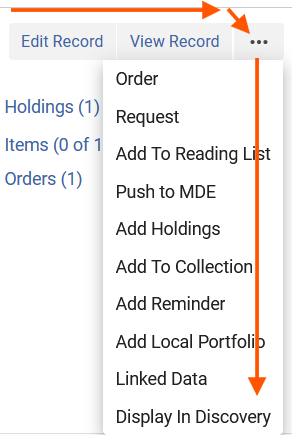 Edit Record View Record •••
Order
Holdings (1)
Request
Items (0 of 1
Add To Reading List
Orders (1)
Push to MDE
Add Holdings
Add To Collection
Add Reminder
Add Local Portfolio
Linked Data
Display In Discovery